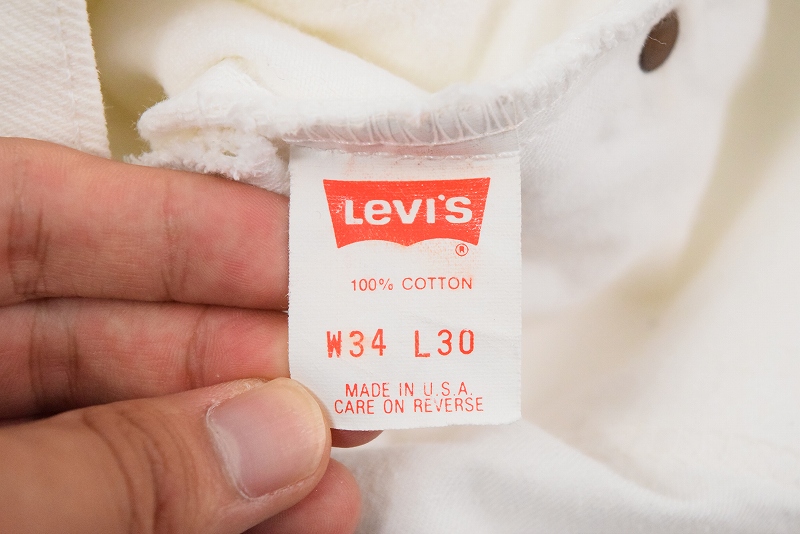 Levi's
®
100% COTTON
W34 L30
MADE IN U.S.A.
CARE ON REVERSE